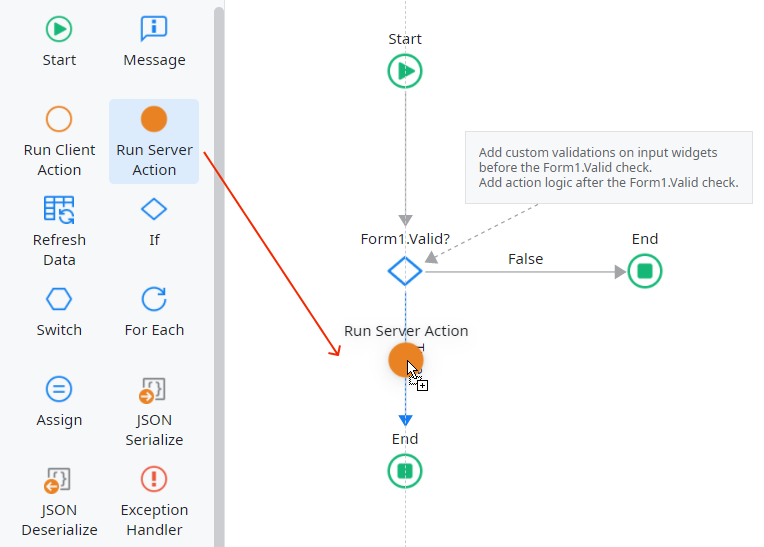 Start
Message
Run Client
Action
Run Server
Action
Refresh
Data
If
Switch
For Each
Assign
JSON
Serialize
JSON
Deserialize
Exception
Handler
Start
Add custom validations on input widgets
before the Form1.Valid check.
Add action logic after the Form1.Valid check.
Form1.Valid?
False
End
Run Server Action
End